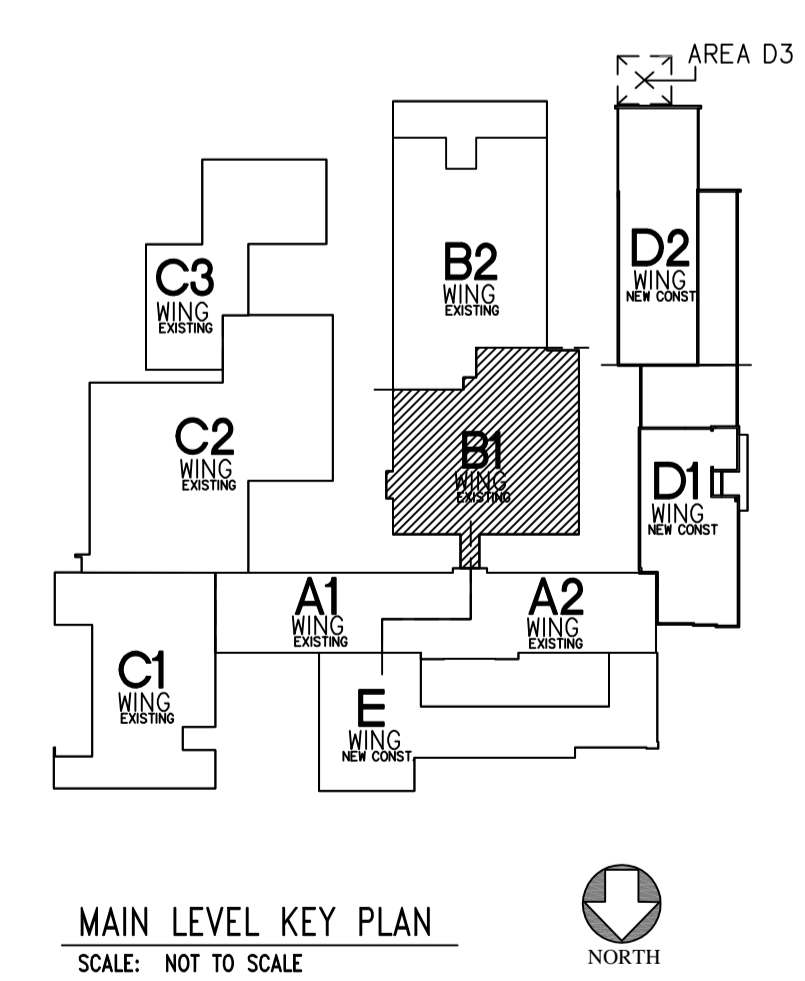 AREA D3
B2
WING
EXISTING
D2
WING
NEW CONST
C3
WING
EXISTING
C2
WING
EXISTING
B1
WING
EXISTING
D1
WING
NEW CONST
A1
WING
EXISTING
A2
WING
EXISTING
C1
WING
EXISTING
E
WING
NEW CONST
MAIN LEVEL KEY PLAN
SCALE: NOT TO SCALE
NORTH